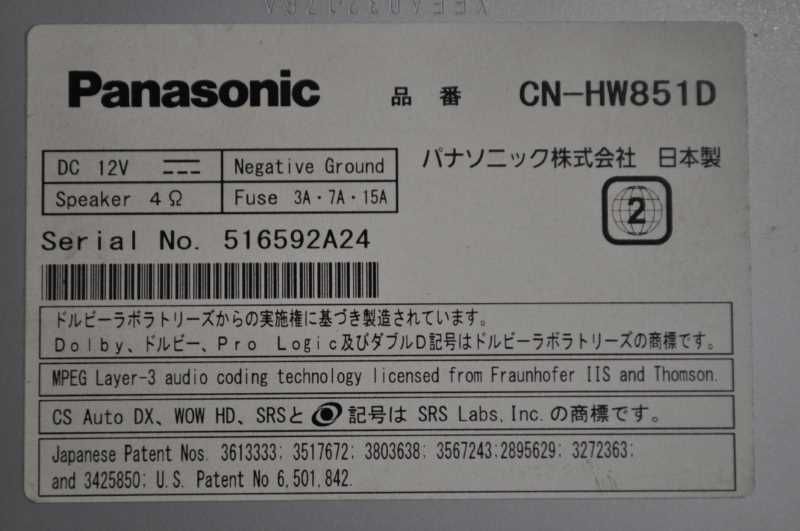 Panasonic 品番 CN-HW851D
パナソニック株式会社 日本製
DC 12V Negative Ground
Speaker 4Ω Fuse 3A・7A・15A
2
Serial No. 516592A24
ドルビーラボラトリーズからの実施権に基づき製造されています。
Dolby、ドルビー、Pro Logic及びダブルD記号はドルビーラボラトリーズの商標です。
MPEG Layer-3 audio coding technology licensed from Fraunhofer IIS and Thomson.
CS Auto DX、WOW HD、SRSと 記号は SRS Labs,Inc.の商標です。
Japanese Patent Nos. 3613333; 3517672; 3803638; 3567243;2895629; 3272363;
and 3425850; U.S. Patent No 6,501,842.